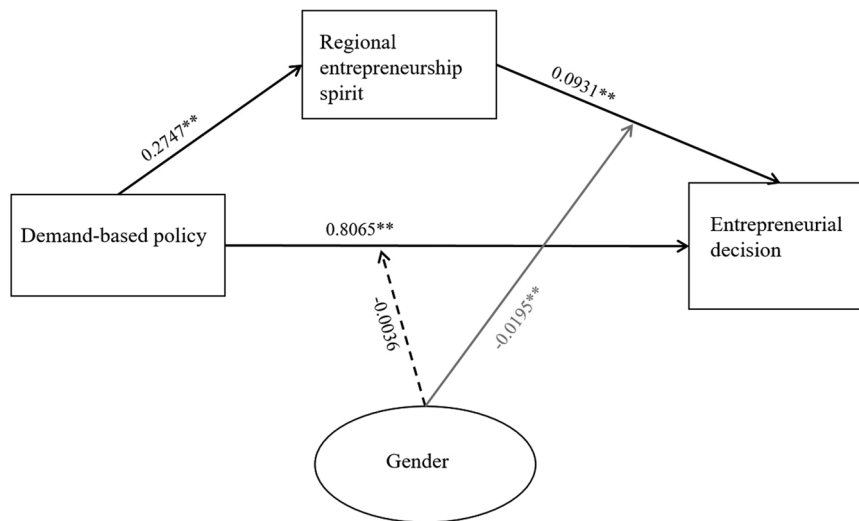 Regional
entrepreneurship
spirit
0.0931**
0.2747**
Demand-based policy
0.8065**
Entrepreneurial
decision
-0.0036
-0.0195**
Gender